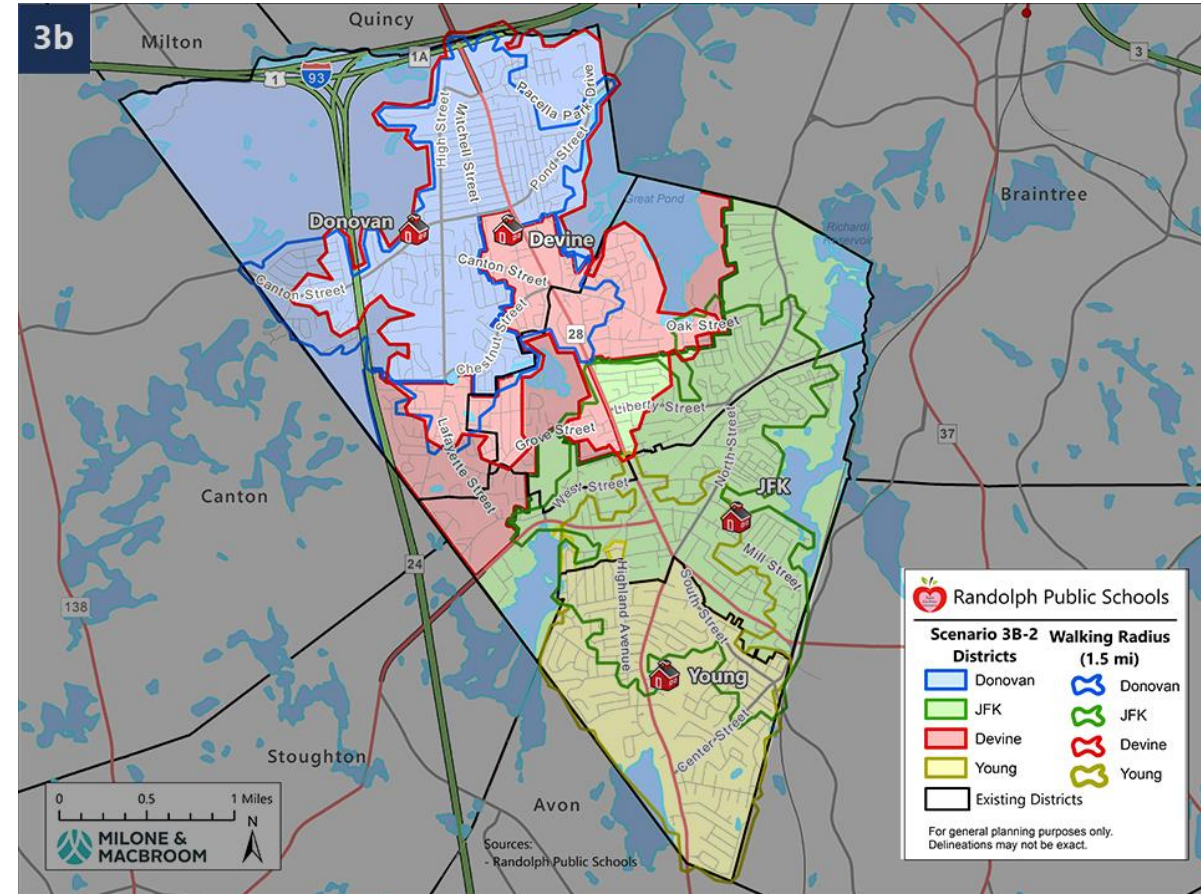 3b
Quincy
Milton
1
93
1A
3
Pacella Park Drive
High Street
Mitchell Street
Pond Street
Braintree
Great Pond
Richardi
Reservoir
Donovan
Devine
Canton Street
Canton Street
28
Oak Street
Chestnut Street
Liberty Street
Grove Street
Lafayette Street
North Street
37
West Street
JFK
Canton
Mill Street
24
Highland Avenue
South Street
138
Young
Center Street
Stoughton
Avon
Randolph Public Schools
Scenario 3B-2 Walking Radius
Districts (1.5 mi)
Donovan Donovan
JFK JFK
Devine Devine
Young Young
Existing Districts
For general planning purposes only.
Delineations may not be exact.
0 0.5 1 Miles
N
MILONE &
MACBROOM
Sources:
- Randolph Public Schools